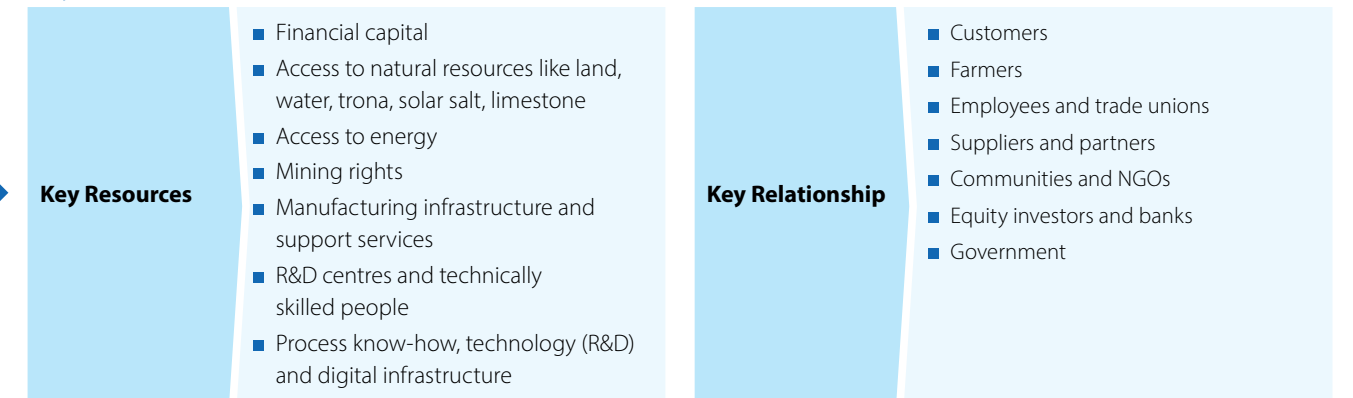 Key Resources
Financial capital
Access to natural resources like land,
water, trona, solar salt, limestone
Access to energy
Mining rights
Manufacturing infrastructure and
support services
R&D centres and technically
skilled people
Process know-how, technology (R&D)
and digital infrastructure
Key Relationship
Customers
Farmers
Employees and trade unions
Suppliers and partners
Communities and NGOs
Equity investors and banks
Government